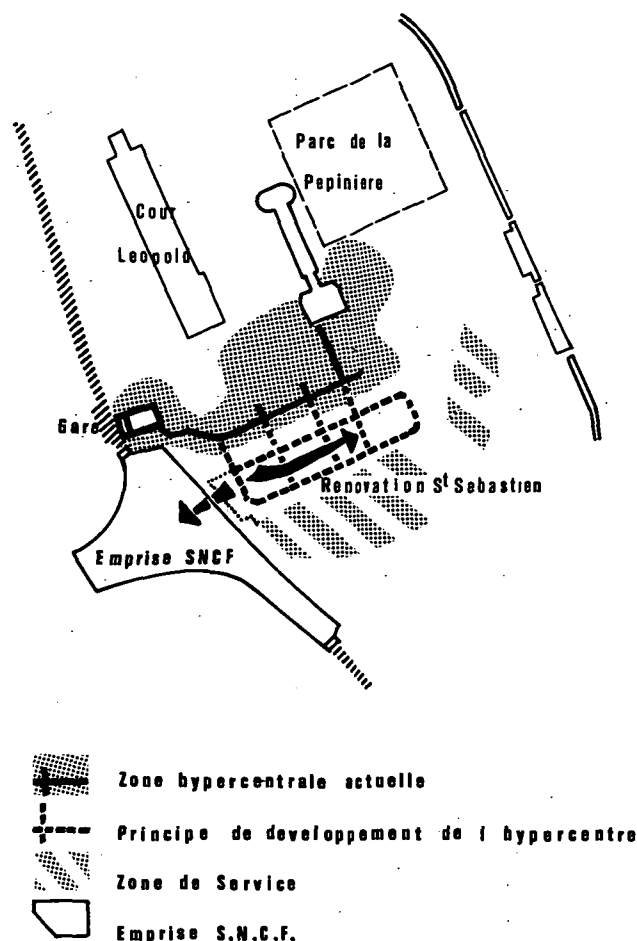 Parc de la
Pepiniere
Cour
Leopold
Gare
Renovation St Sebastien
Emprise SNCF
Zone hypercentrale actuelle
Principe de developpement de l hypercentre
Zone de Service
Emprise S.N.C.F.